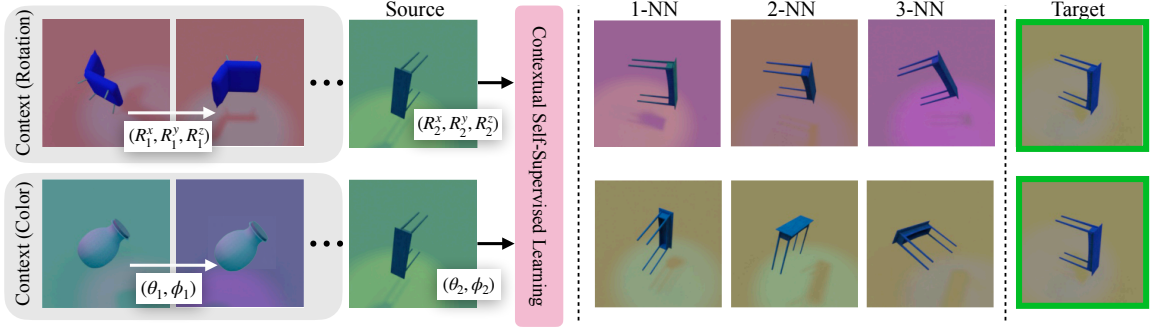 Source
1-NN
2-NN
3-NN
Target
Context (Rotation)
(R₁ˣ, R₁ʸ, R₁ᶻ)
•••
(R₂ˣ, R₂ʸ, R₂ᶻ)
Contextual Self-Supervised Learning
Context (Color)
(θ₁, ϕ₁)
•••
(θ₂, ϕ₂)